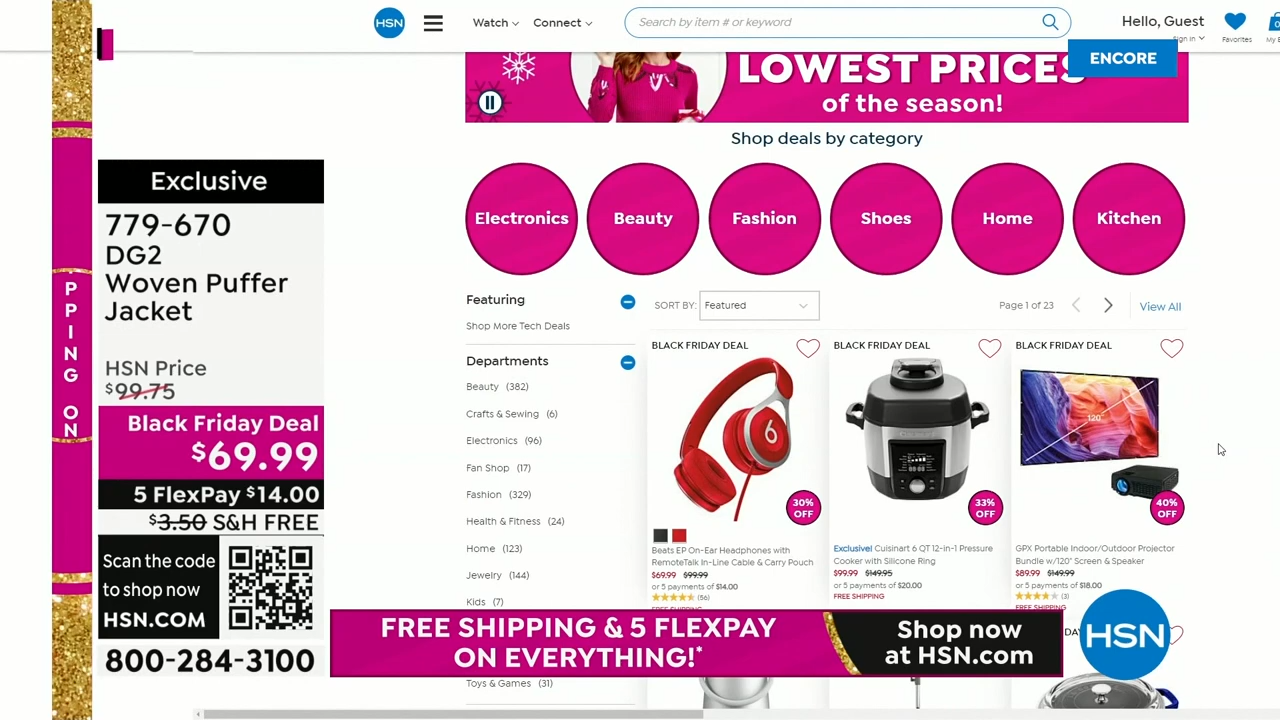 HSN
Watch
Connect
Search by item # or keyword
Hello, Guest
Sign In
Favorites
0
ENCORE
LOWEST PRICES
of the season!
Shop deals by category
Electronics
Beauty
Fashion
Shoes
Home
Kitchen
P
P
I
N
G
O
N
Exclusive
779-670
DG2
Woven Puffer
Jacket
HSN Price
$99.75
Black Friday Deal
$69.99
5 FlexPay $14.00
$3.50 S&H FREE
Scan the code
to shop now
HSN.COM
800-284-3100
Featuring
Shop More Tech Deals
Departments
Beauty (382)
Crafts & Sewing (6)
Electronics (96)
Fan Shop (17)
Fashion (329)
Health & Fitness (24)
Home (123)
Jewelry (144)
Kids (7)
Toys & Games (31)
SORT BY: Featured
Page 1 of 23
View All
BLACK FRIDAY DEAL
30%
OFF
Beats EP On-Ear Headphones with
RemoteTalk In-Line Cable & Carry Pouch
$69.99 $99.99
or 5 payments of $14.00
(56)
FREE SHIPPING
BLACK FRIDAY DEAL
33%
OFF
Exclusive! Cuisinart 6 QT 12-in-1 Pressure
Cooker with Silicone Ring
$99.99 $149.95
or 5 payments of $20.00
FREE SHIPPING
BLACK FRIDAY DEAL
120"
40%
OFF
GPX Portable Indoor/Outdoor Projector
Bundle w/120" Screen & Speaker
$89.99 $149.99
or 5 payments of $18.00
(3)
FREE SHIPPING
FREE SHIPPING & 5 FLEXPAY
ON EVERYTHING!*
Shop now
at HSN.com
HSN